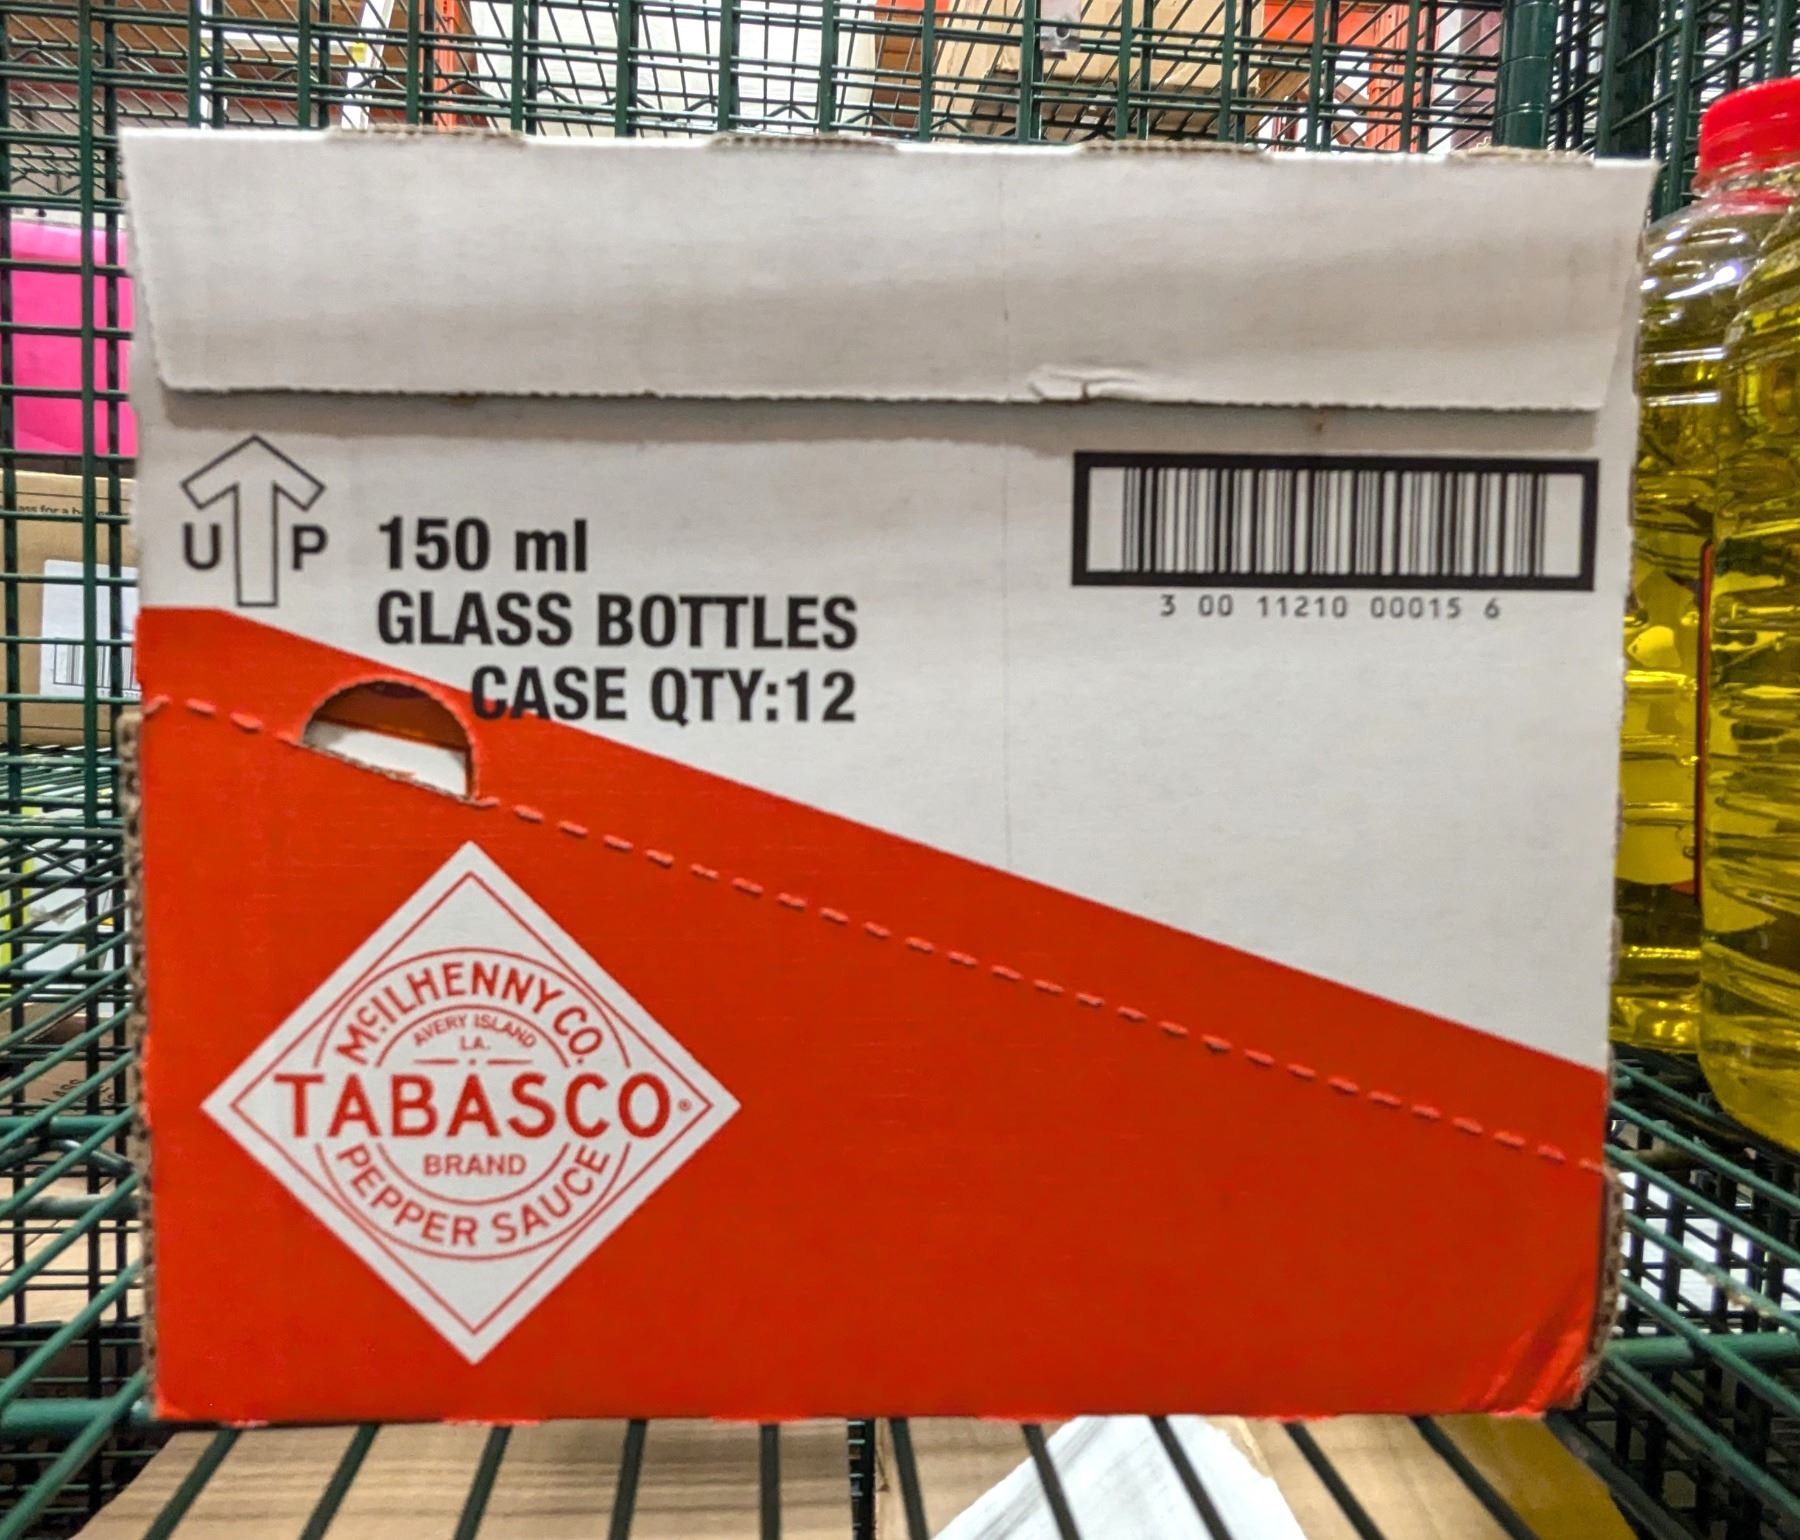 UP
150 ml
GLASS BOTTLES
CASE QTY:12
3 00 11210 00015 6
McILHENNY CO.
AVERY ISLAND
LA.
TABASCO®
BRAND
PEPPER SAUCE